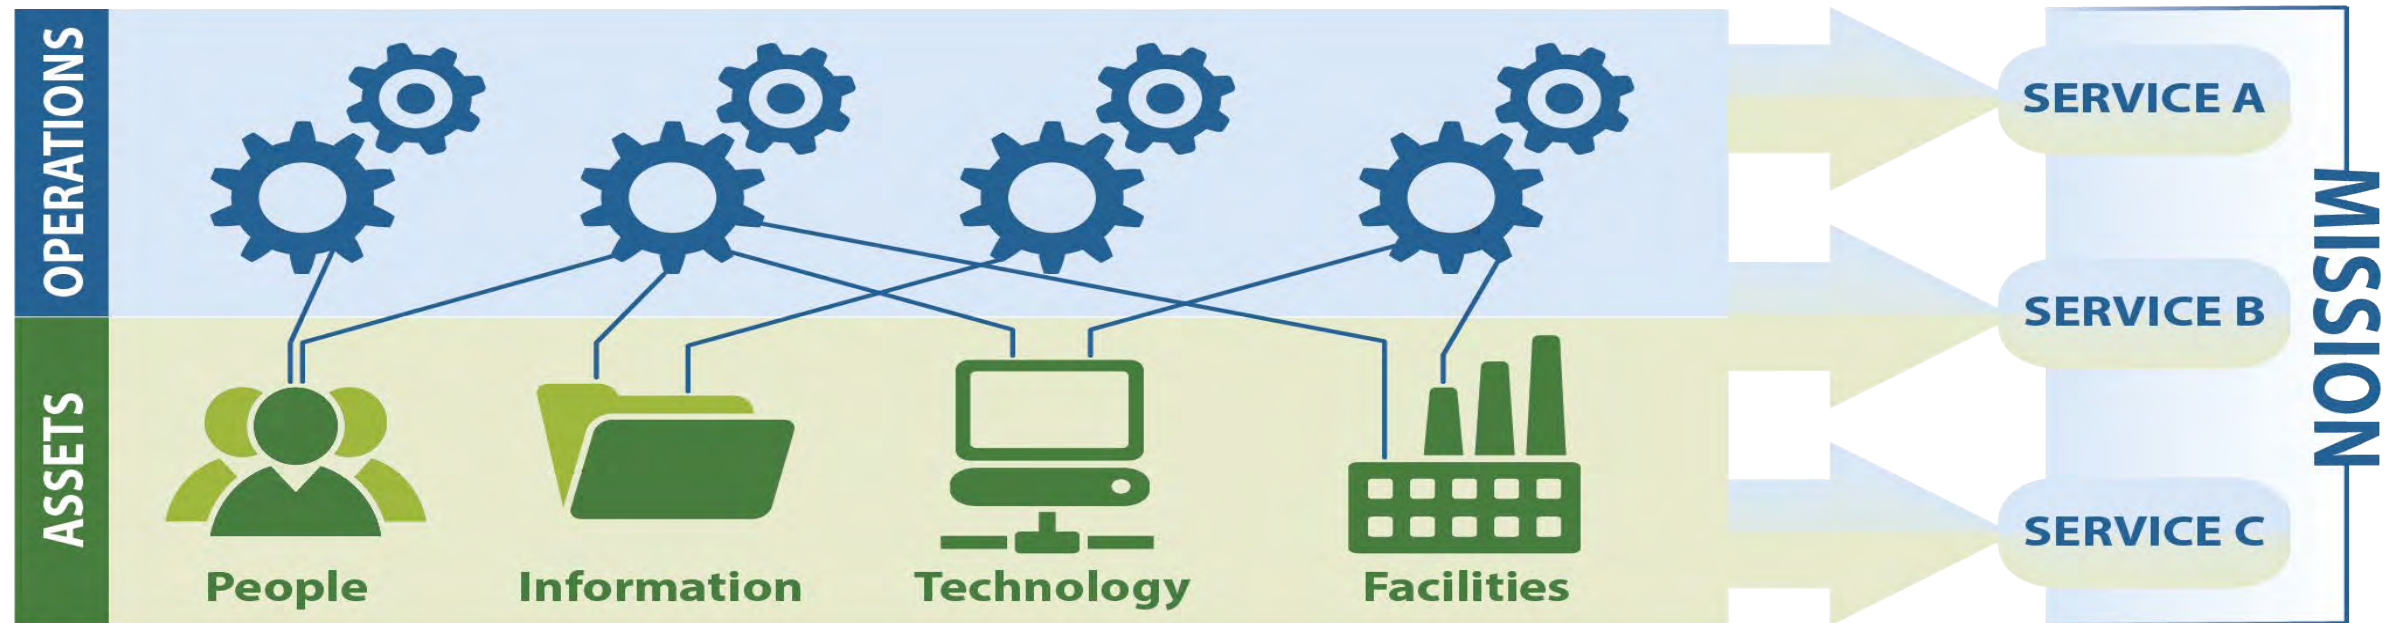 OPERATIONS
ASSETS
People
Information
Technology
Facilities
SERVICE A
SERVICE B
SERVICE C
MISSION